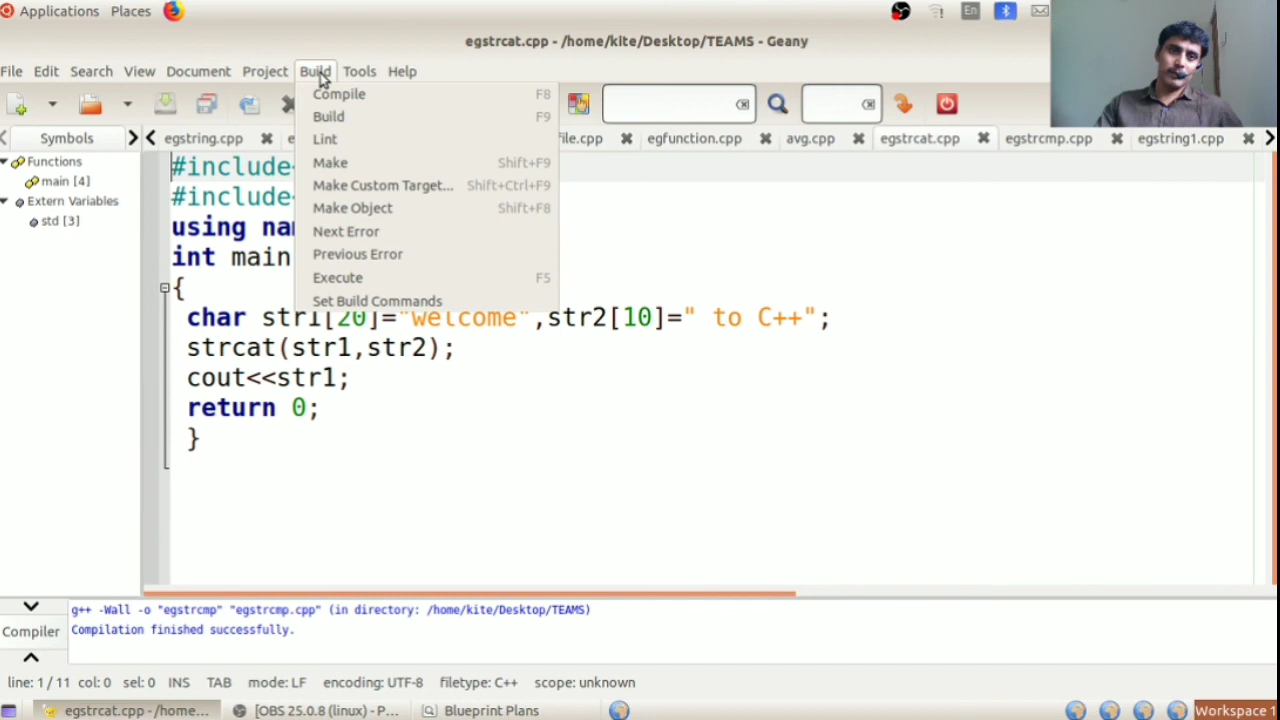 Applications Places En
egstrcat.cpp - /home/kite/Desktop/TEAMS - Geany
File Edit Search View Document Project Build Tools Help
Compile F8
Build F9
Lint
Make Shift+F9
Make Custom Target... Shift+Ctrl+F9
Make Object Shift+F8
Next Error
Previous Error
Execute F5
Set Build Commands
Symbols egstring.cpp file.cpp egfunction.cpp avg.cpp egstrcat.cpp egstrcmp.cpp egstring1.cpp
Functions
main [4]
Extern Variables
std [3]
#include
#include
using
int main
{
char str1[20]="welcome",str2[10]=" to C++";
strcat(str1,str2);
cout<<str1;
return 0;
}
g++ -Wall -o "egstrcmp" "egstrcmp.cpp" (in directory: /home/kite/Desktop/TEAMS)
Compiler Compilation finished successfully.
line: 1 / 11 col: 0 sel: 0 INS TAB mode: LF encoding: UTF-8 filetype: C++ scope: unknown
egstrcat.cpp - /home... [OBS 25.0.8 (linux) - P... Blueprint Plans Workspace 1